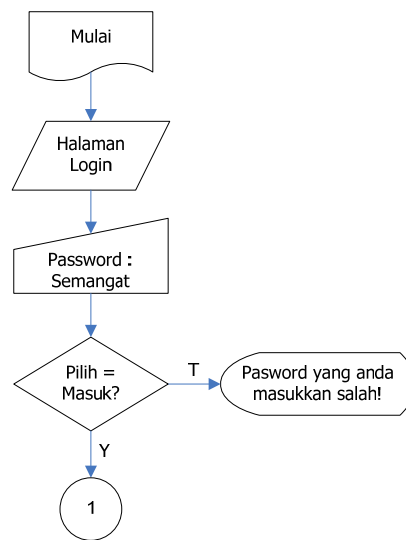 Mulai
Halaman
Login
Password :
Semangat
Pilih =
Masuk?
T
Pasword yang anda
masukkan salah!
Y
1